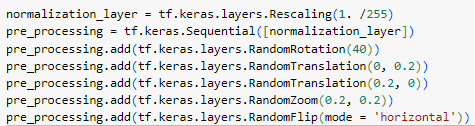 normalization_layer = tf.keras.layers.Rescaling(1. /255)
pre_processing = tf.keras.Sequential([normalization_layer])
pre_processing.add(tf.keras.layers.RandomRotation(40))
pre_processing.add(tf.keras.layers.RandomTranslation(0, 0.2))
pre_processing.add(tf.keras.layers.RandomTranslation(0.2, 0))
pre_processing.add(tf.keras.layers.RandomZoom(0.2, 0.2))
pre_processing.add(tf.keras.layers.RandomFlip(mode = 'horizontal'))